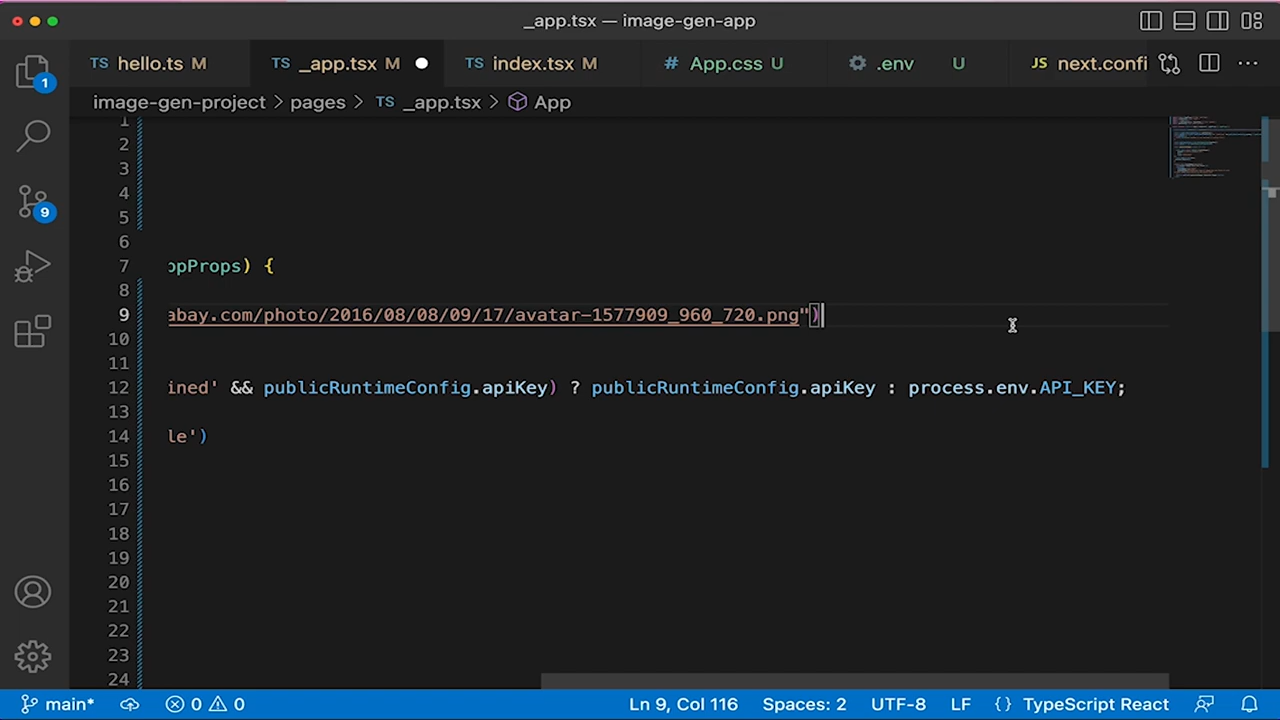 _app.tsx — image-gen-app
TS hello.ts M
TS _app.tsx M
TS index.tsx M
# App.css U
.env U
JS next.confi
image-gen-project > pages > TS _app.tsx > App
1
2
3
4
5
6
7 opProps) {
8
9 abay.com/photo/2016/08/08/09/17/avatar-1577909_960_720.png")
10
11
12 ined' && publicRuntimeConfig.apiKey) ? publicRuntimeConfig.apiKey : process.env.API_KEY;
13
14 le')
15
16
17
18
19
20
21
22
23
24
1
9
main* 0 0 Ln 9, Col 116 Spaces: 2 UTF-8 LF {} TypeScript React